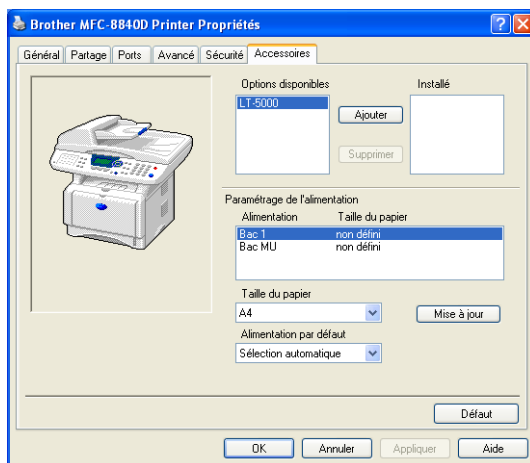 Brother MFC-8840D Printer Propriétés
Général Partage Ports Avancé Sécurité Accessoires
Options disponibles Installé
LT-5000
Ajouter
Supprimer
Paramétrage de l'alimentation
Alimentation Taille du papier
Bac 1 non défini
Bac MU non défini
Taille du papier
A4 Mise à jour
Alimentation par défaut
Sélection automatique
Défaut
OK Annuler Appliquer Aide